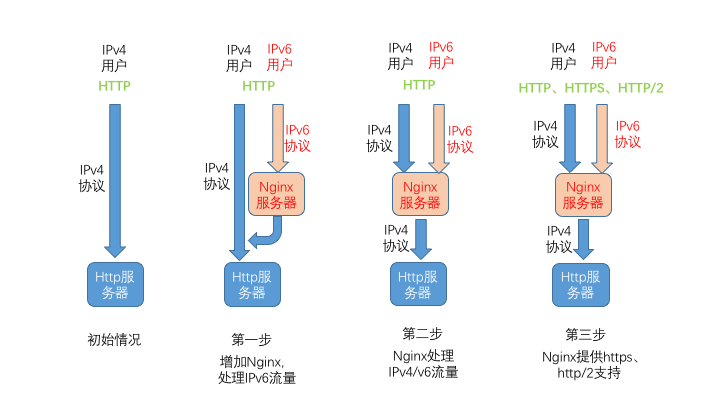 IPv4
用户
HTTP
IPv4
协议
Http服
务器
初始情况
IPv4
用户
IPv6
用户
HTTP
IPv6
协议
IPv4
协议
Nginx
服务器
Http服
务器
第一步
增加Nginx,
处理IPv6流量
IPv4
用户
IPv6
用户
HTTP
IPv4
协议
IPv6
协议
Nginx
服务器
IPv4
协议
Http服
务器
第二步
Nginx处理
IPv4/v6流量
IPv4
用户
IPv6
用户
HTTP、HTTPS、HTTP/2
IPv4
协议
IPv6
协议
Nginx
服务器
IPv4
协议
Http服
务器
第三步
Nginx提供https、
http/2支持